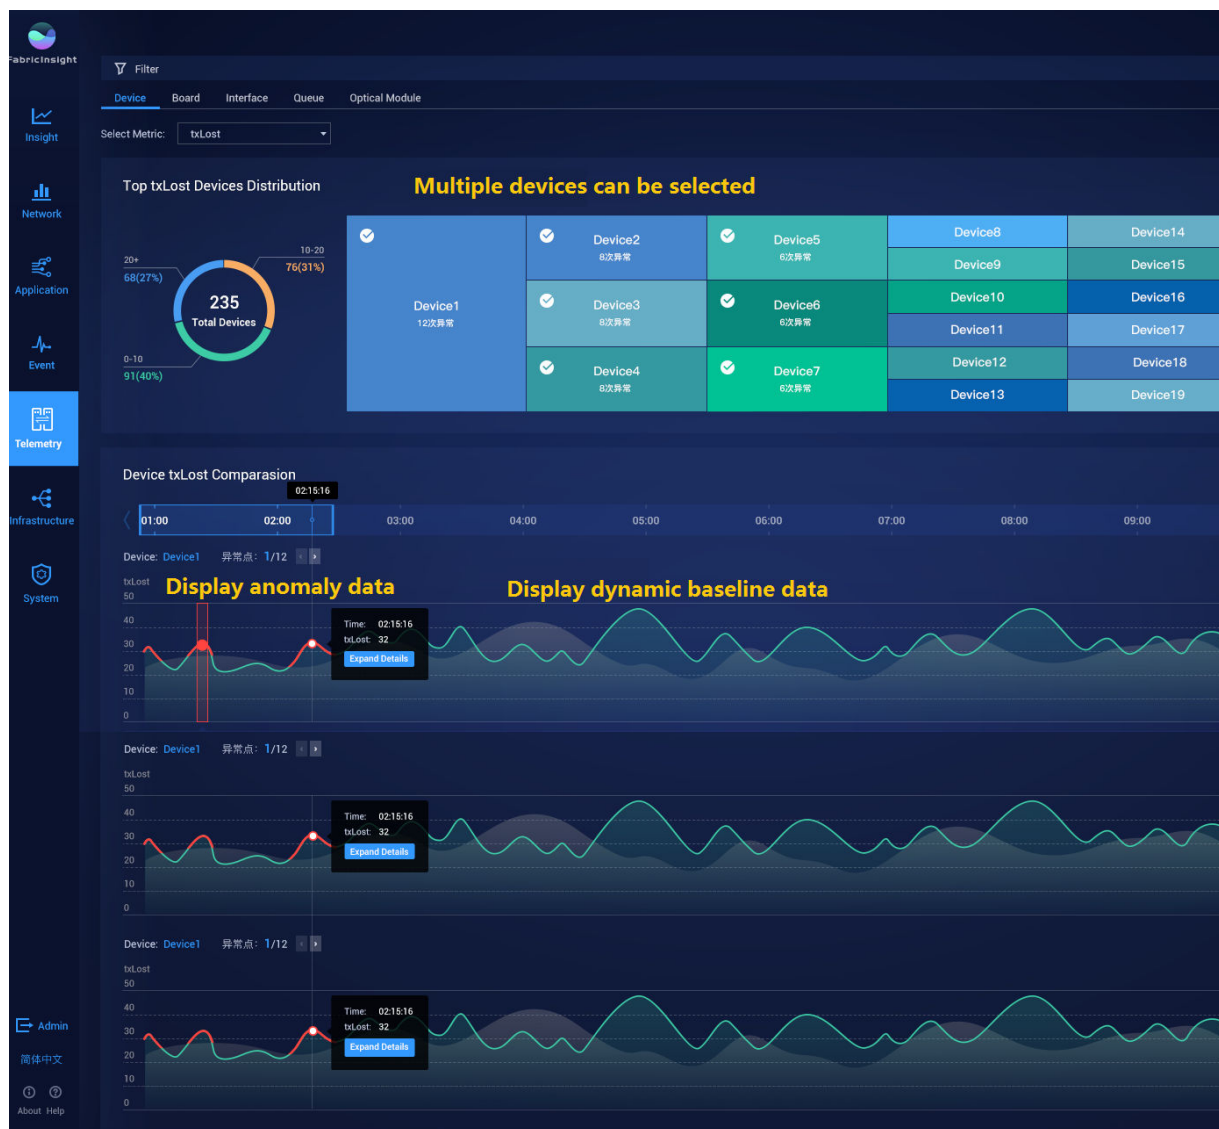 FabricInsight
Filter
Device Board Interface Queue Optical Module
Select Metric: txLost
Insight
Network
Application
Event
Telemetry
Infrastructure
System
Admin
简体中文
About Help
Top txLost Devices Distribution
Multiple devices can be selected
20+
68(27%)
10-20
76(31%)
235
Total Devices
0-10
91(40%)
Device1
12次异常
Device2
8次异常
Device3
8次异常
Device4
8次异常
Device5
6次异常
Device6
6次异常
Device7
6次异常
Device8
Device9
Device10
Device11
Device12
Device13
Device14
Device15
Device16
Device17
Device18
Device19
Device txLost Comparasion
02:15:16
01:00 02:00 03:00 04:00 05:00 06:00 07:00 08:00 09:00
Device: Device1 异常点: 1/12
Display anomaly data
Display dynamic baseline data
txLost
50
40
30
20
10
0
Time: 02:15:16
txLost: 32
Expand Details
Device: Device1 异常点: 1/12
txLost
50
40
30
20
10
0
Time: 02:15:16
txLost: 32
Expand Details
Device: Device1 异常点: 1/12
txLost
50
40
30
20
10
0
Time: 02:15:16
txLost: 32
Expand Details